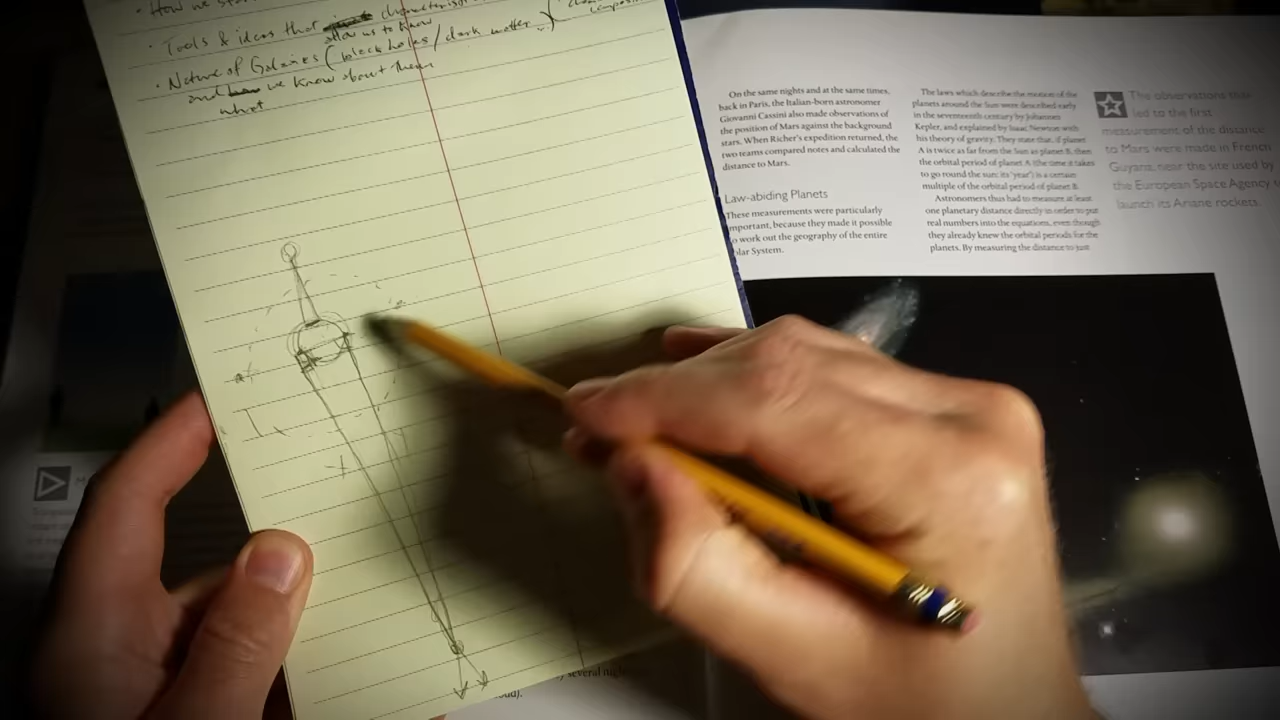 · How we
· Tools & ideas that
allow us to know
· Nature of Galaxies (black holes / dark matter ..)
and we know about them
what
On the same nights and at the same times,
back in Paris, the Italian-born astronomer
Giovanni Cassini also made observations of
the position of Mars against the background
stars. When Richer's expedition returned, the
two teams compared notes and calculated the
distance to Mars.
Law-abiding Planets
These measurements were particularly
mportant, because they made it possible
o work out the geography of the entire
lar System.
The laws which describe the motion of the
planets around the Sun were described early
in the seventeenth century by Johannes
Kepler, and explained by Isaac Newton with
his theory of gravity. They state that, if planet
A is twice as far from the Sun as planet B, then
the orbital period of planet A (the time it takes
to go round the sun: its 'year') is a certain
multiple of the orbital period of planet B.
Astronomers thus had to measure at least
one planetary distance directly in order to put
real numbers into the equations, even though
they already knew the orbital periods for the
planets. By measuring the distance to just
The observations that
led to the first
measurement of the distance
to Mars were made in French
Guyana, near the site used by
the European Space Agency to
launch its Ariane rockets.
M
several nigh
oud).